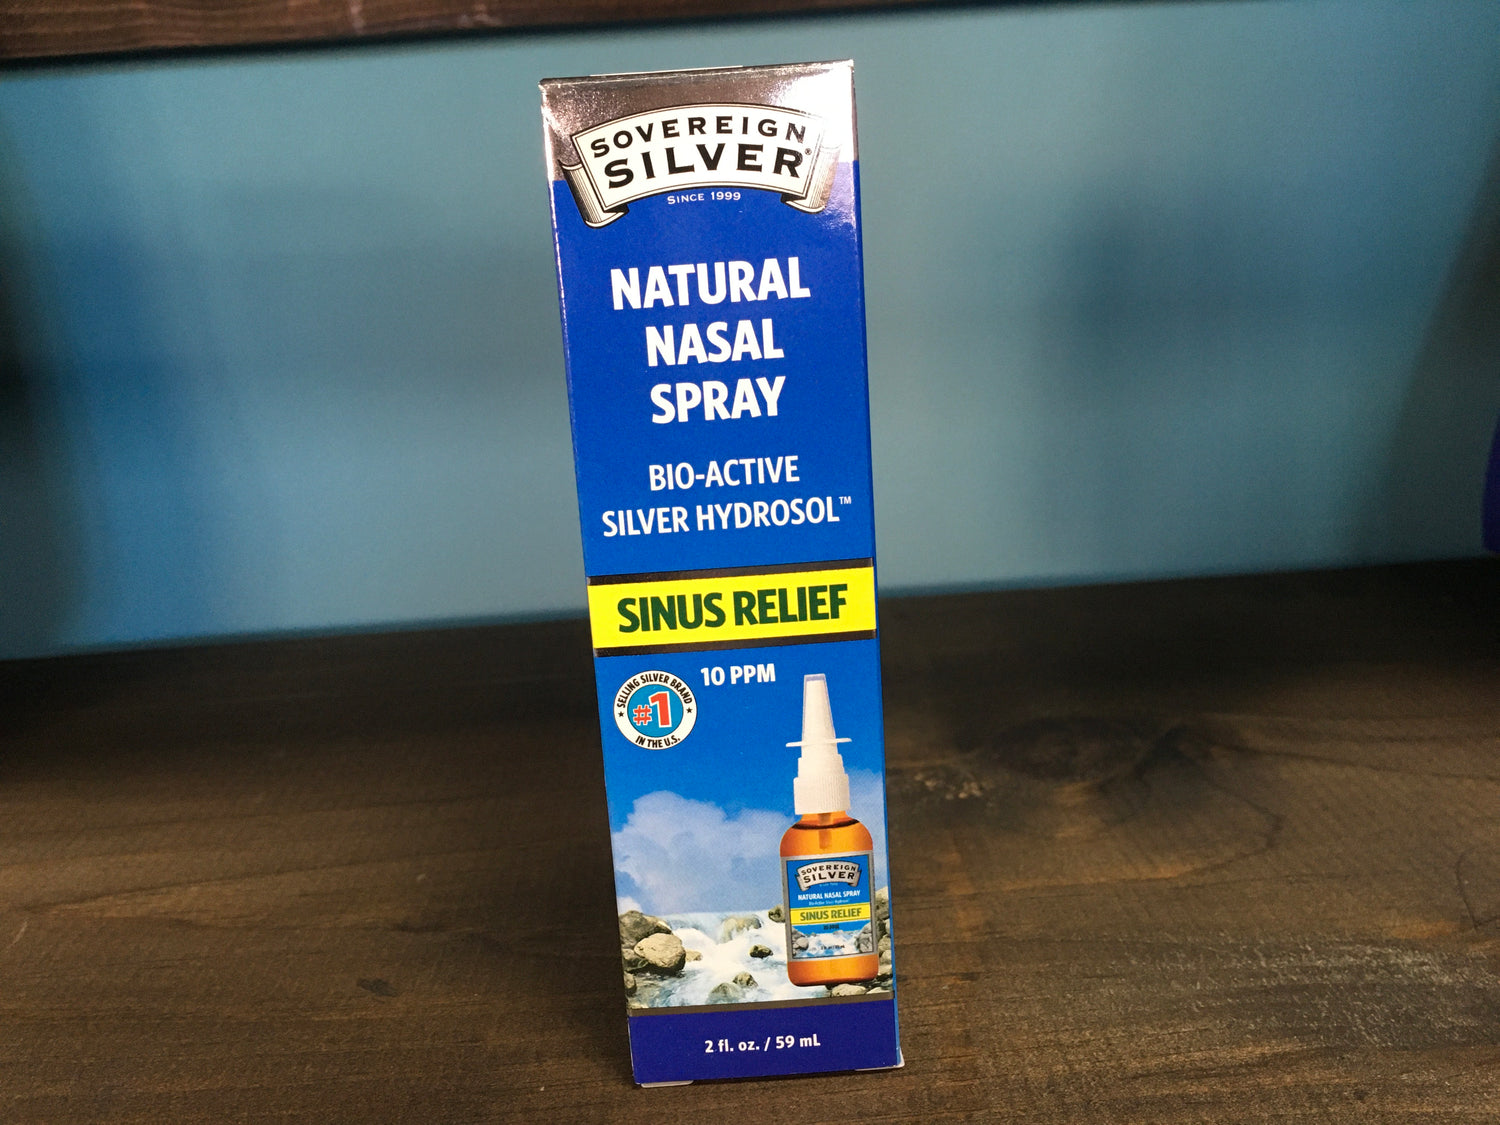 SOVEREIGN
SILVER®
SINCE 1999
NATURAL
NASAL
SPRAY
BIO-ACTIVE
SILVER HYDROSOL™
SINUS RELIEF
10 PPM
SELLING SILVER BRAND
#1
IN THE U.S.
SOVEREIGN
SILVER
NATURAL NASAL SPRAY
SINUS RELIEF
2 fl. oz. / 59 mL